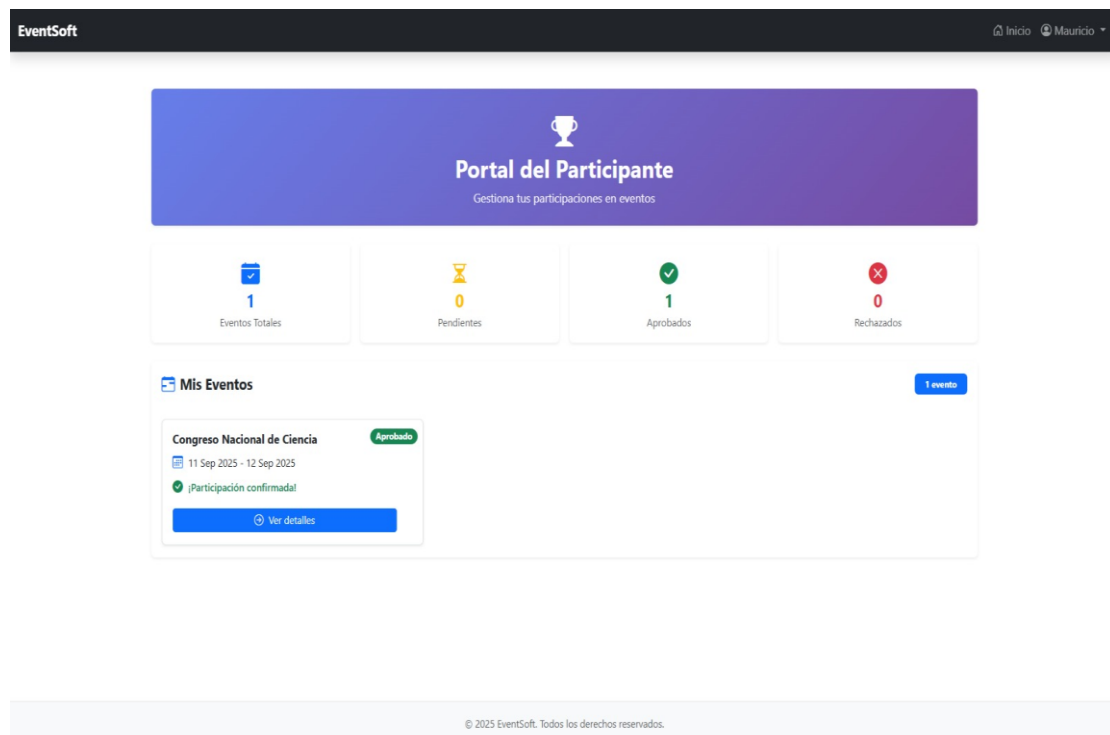 EventSoft
Inicio Mauricio
Portal del Participante
Gestiona tus participaciones en eventos
1
Eventos Totales
0
Pendientes
1
Aprobados
0
Rechazados
Mis Eventos
1 evento
Congreso Nacional de Ciencia
Aprobado
11 Sep 2025 - 12 Sep 2025
¡Participación confirmada!
Ver detalles
© 2025 EventSoft. Todos los derechos reservados.